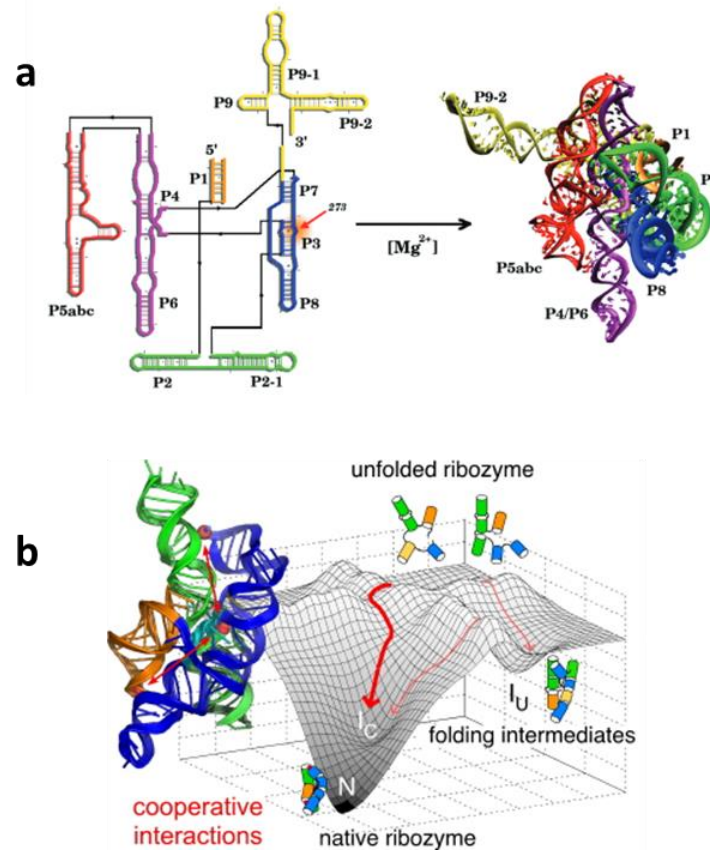 a
P9-1
P9
P9-2
3'
5'
P1
P4
P7
273
P3
P6
P8
P5abc
P2
P2-1
[Mg2+]
P9-2
P1
P
P5abc
P8
P4/P6
b
unfolded ribozyme
IC
IU
folding intermediates
N
cooperative
interactions
native ribozyme